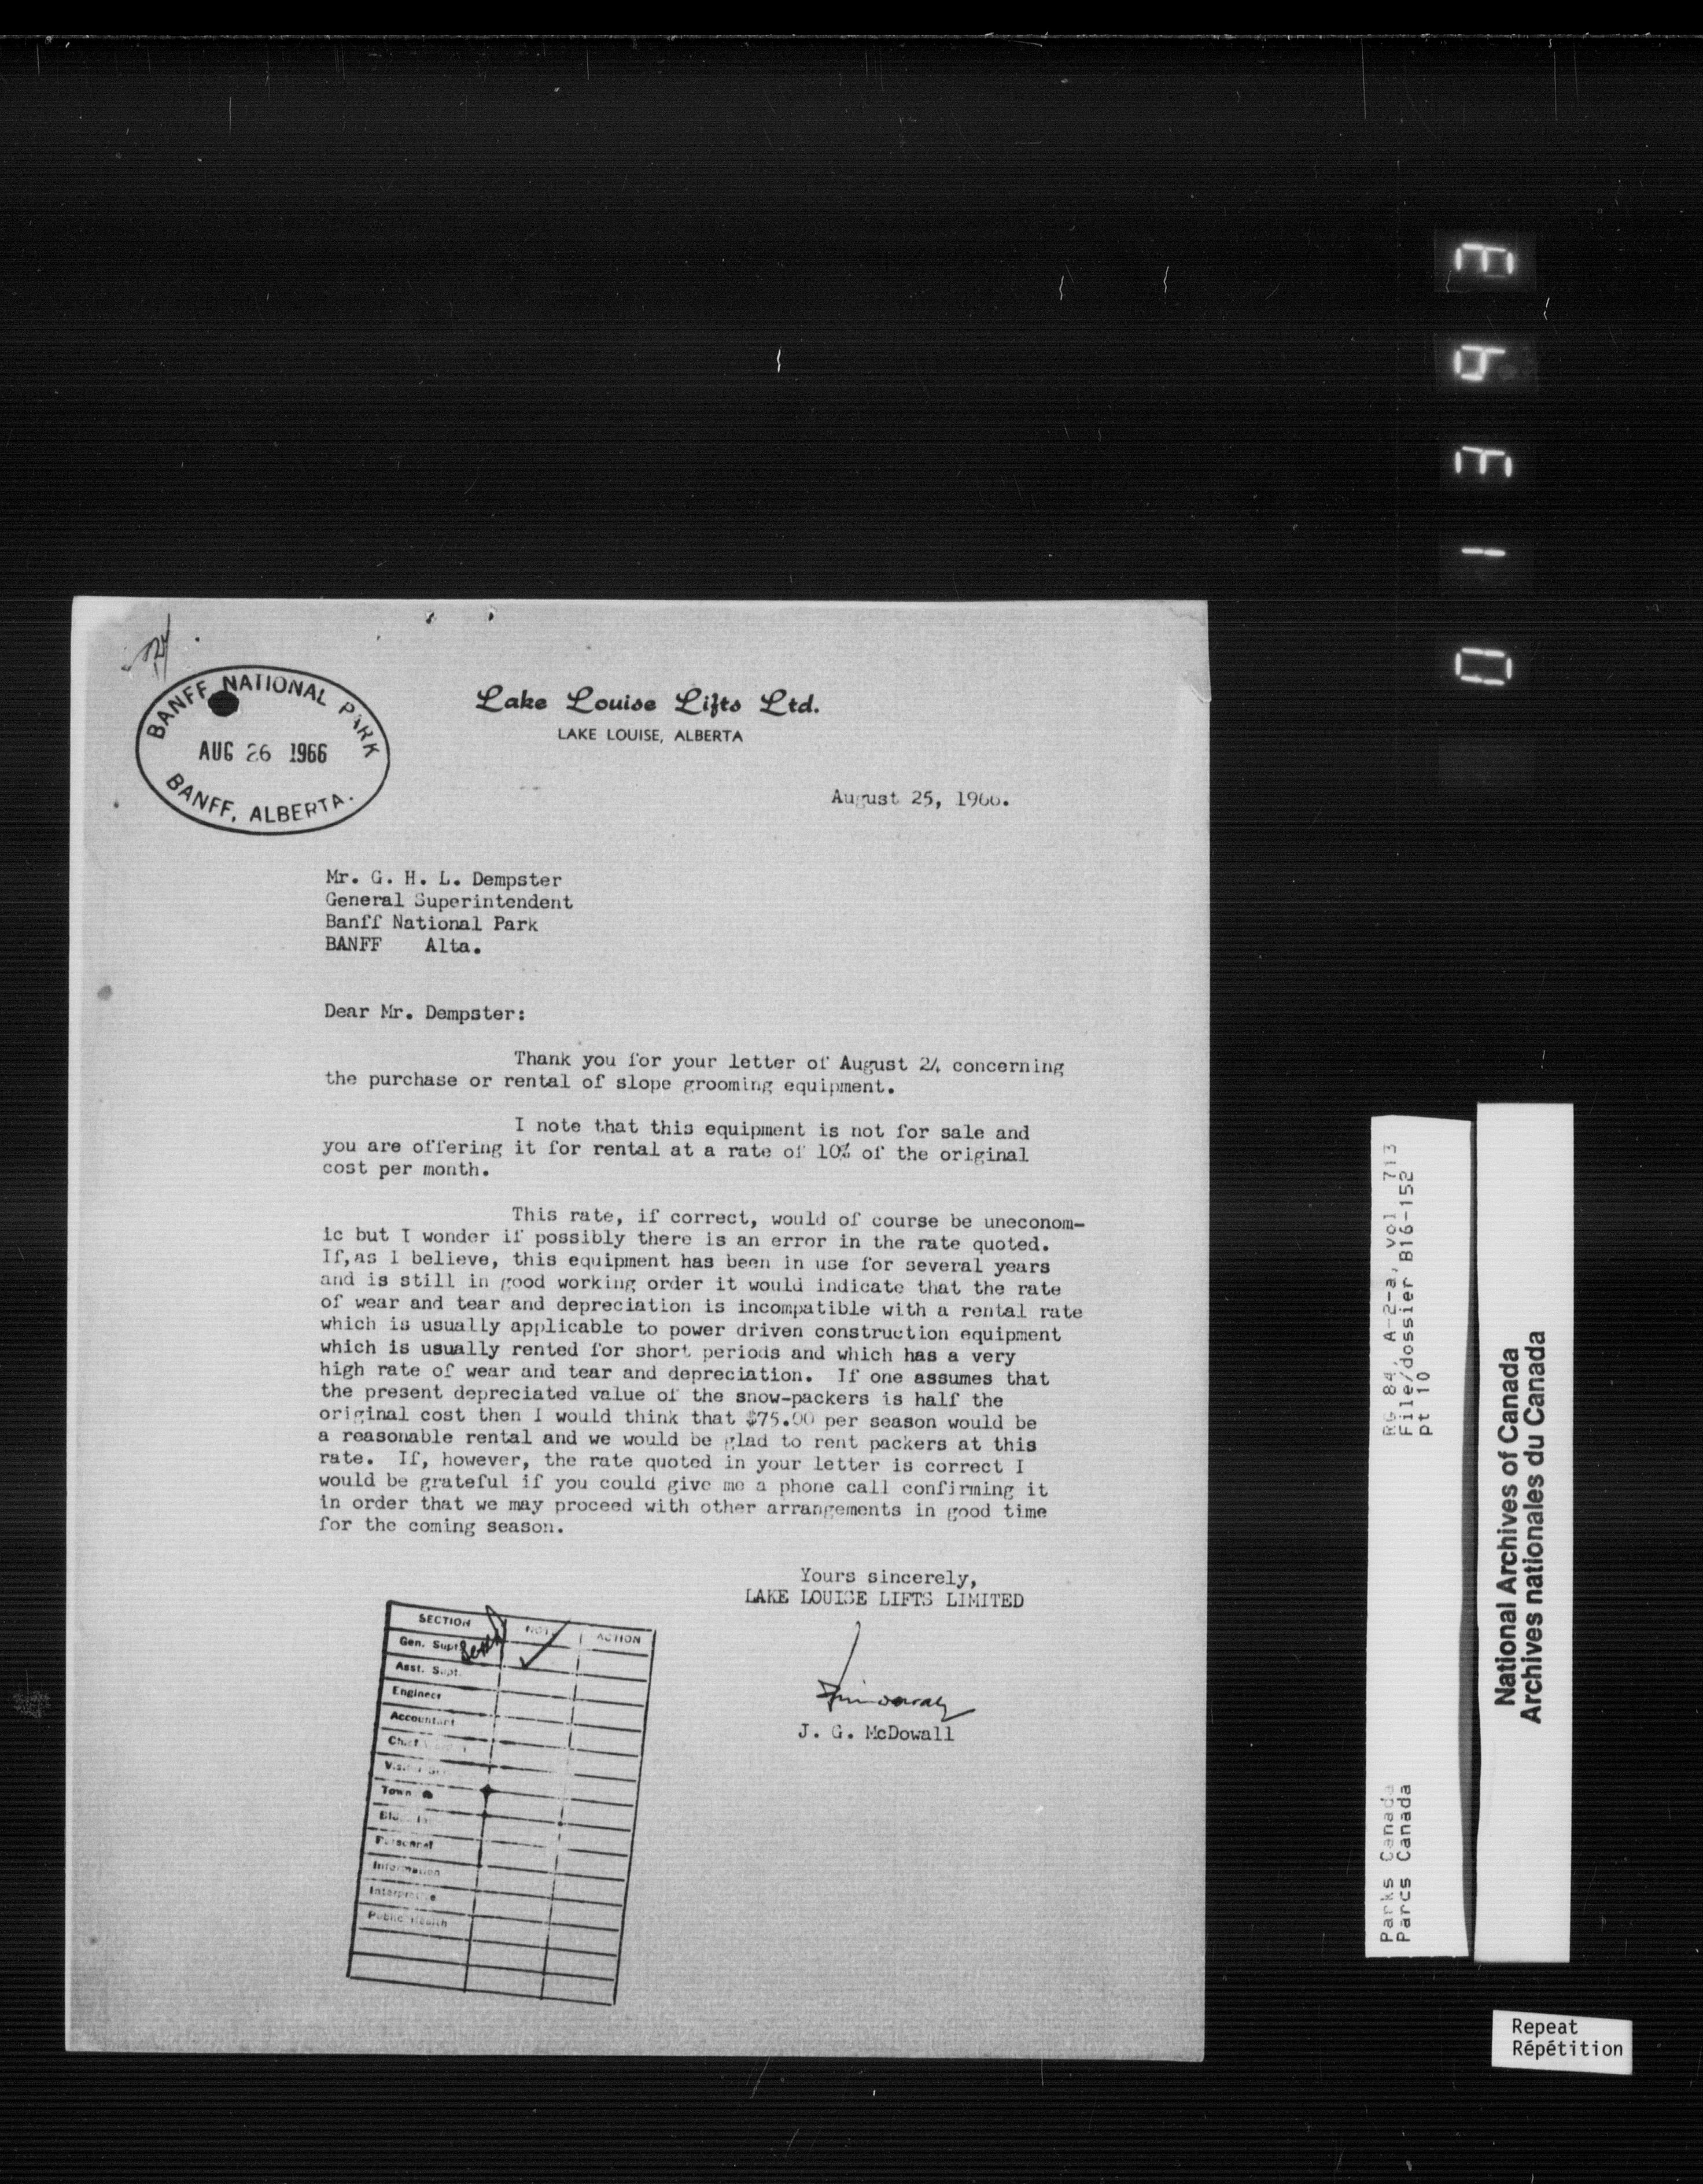 BANFF NATIONAL PARK
AUG 26 1966
BANFF, ALBERTA.
Lake Louise Lifts Ltd.
LAKE LOUISE, ALBERTA
August 25, 1966.
Mr. G. H. L. Dempster
General Superintendent
Banff National Park
BANFF Alta.
Dear Mr. Dempster:
Thank you for your letter of August 24 concerning
the purchase or rental of slope grooming equipment.
I note that this equipment is not for sale and
you are offering it for rental at a rate of 10% of the original
cost per month.
This rate, if correct, would of course be uneconom-
ic but I wonder if possibly there is an error in the rate quoted.
If,as I believe, this equipment has been in use for several years
and is still in good working order it would indicate that the rate
of wear and tear and depreciation is incompatible with a rental rate
which is usually applicable to power driven construction equipment
which is usually rented for short periods and which has a very
high rate of wear and tear and depreciation. If one assumes that
the present depreciated value of the snow-packers is half the
original cost then I would think that $75.00 per season would be
a reasonable rental and we would be glad to rent packers at this
rate. If, however, the rate quoted in your letter is correct I
would be grateful if you could give me a phone call confirming it
in order that we may proceed with other arrangements in good time
for the coming season.
Yours sincerely,
LAKE LOUISE LIFTS LIMITED
J. G. McDowall
SECTION NOTE ACTION
Gen. Supt.
Asst. Supt.
Engineer
Accountant
Chief
Town
Personnel
Information
Interpretive
Public Health
0 1 3 9 3
RG 84, A-2-a, vol 713
File/dossier B16-152
pt 10
Parks Canada
Parcs Canada
National Archives of Canada
Archives nationales du Canada
Repeat
Répétition